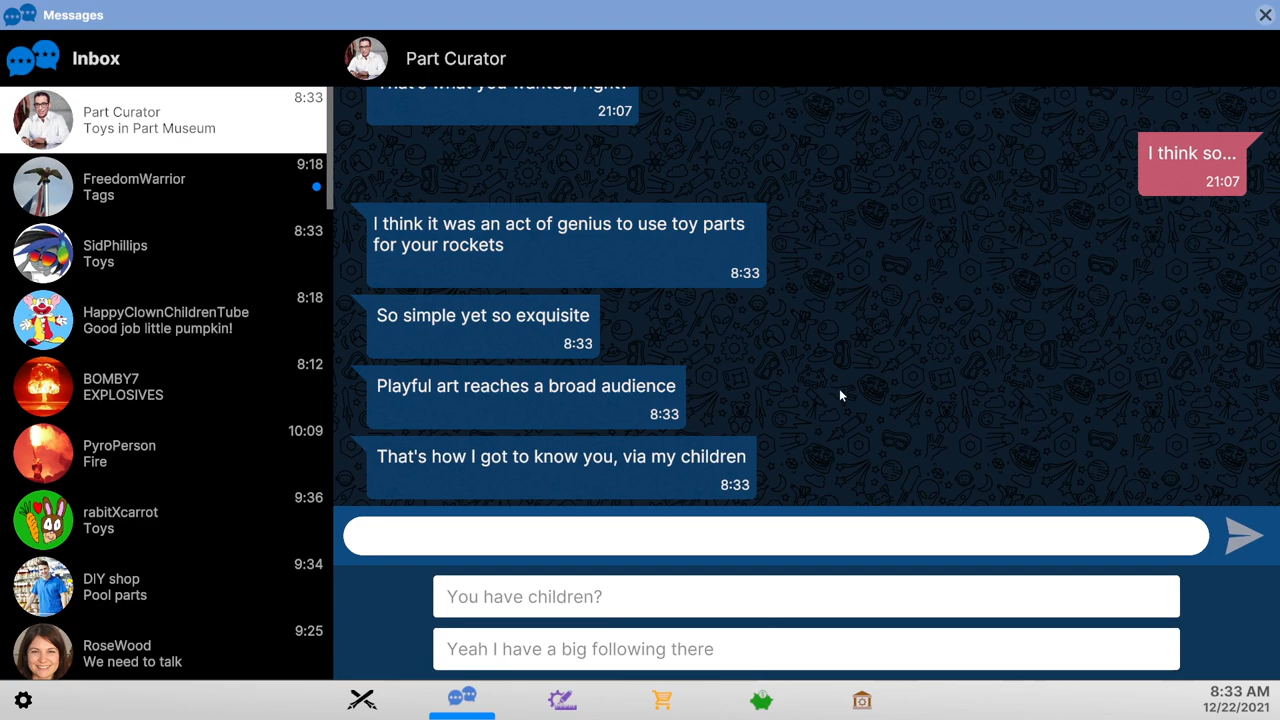 Messages
Inbox
Part Curator
8:33
Part Curator
Toys in Part Museum
9:18
FreedomWarrior
Tags
8:33
SidPhillips
Toys
8:18
HappyClownChildrenTube
Good job little pumpkin!
8:12
BOMBY7
EXPLOSIVES
10:09
PyroPerson
Fire
9:36
rabitXcarrot
Toys
9:34
DIY shop
Pool parts
9:25
RoseWood
We need to talk
That's what you wanted, right?
21:07
I think so...
21:07
I think it was an act of genius to use toy parts
for your rockets
8:33
So simple yet so exquisite
8:33
Playful art reaches a broad audience
8:33
That's how I got to know you, via my children
8:33
You have children?
Yeah I have a big following there
8:33 AM
12/22/2021